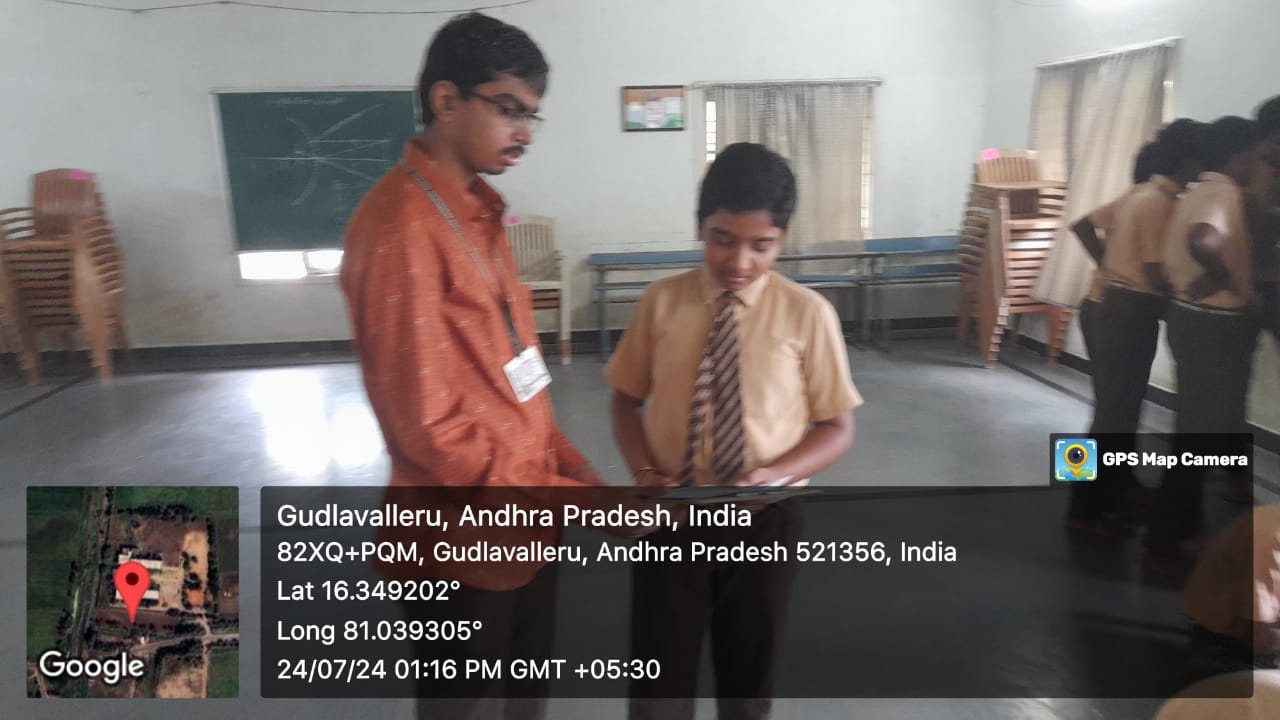 GPS Map Camera
Gudlavalleru, Andhra Pradesh, India
82XQ+PQM, Gudlavalleru, Andhra Pradesh 521356, India
Lat 16.349202°
Long 81.039305°
24/07/24 01:16 PM GMT +05:30
Google